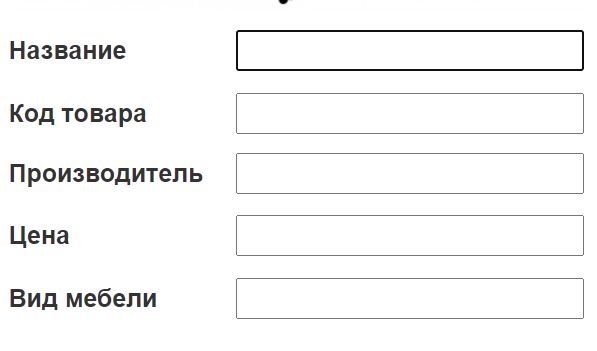 Название
Код товара
Производитель
Цена
Вид мебели